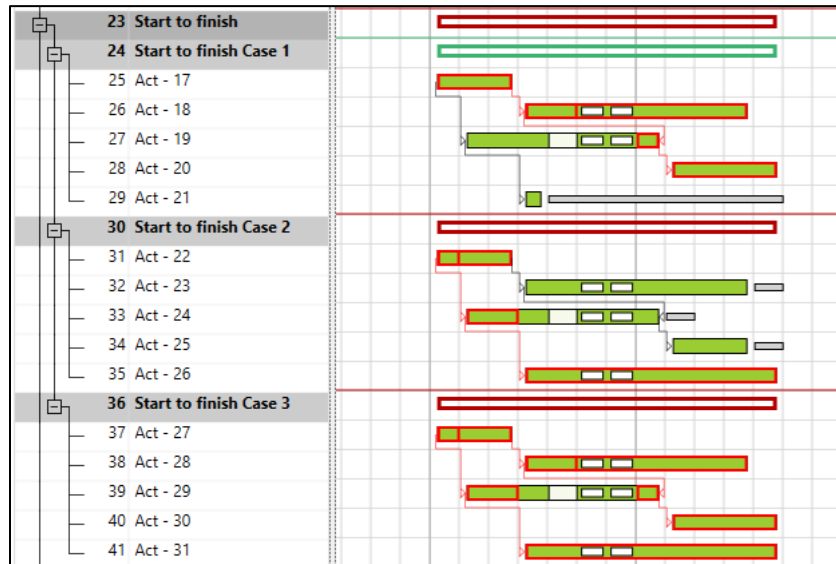 23 Start to finish
24 Start to finish Case 1
25 Act - 17
26 Act - 18
27 Act - 19
28 Act - 20
29 Act - 21
30 Start to finish Case 2
31 Act - 22
32 Act - 23
33 Act - 24
34 Act - 25
35 Act - 26
36 Start to finish Case 3
37 Act - 27
38 Act - 28
39 Act - 29
40 Act - 30
41 Act - 31